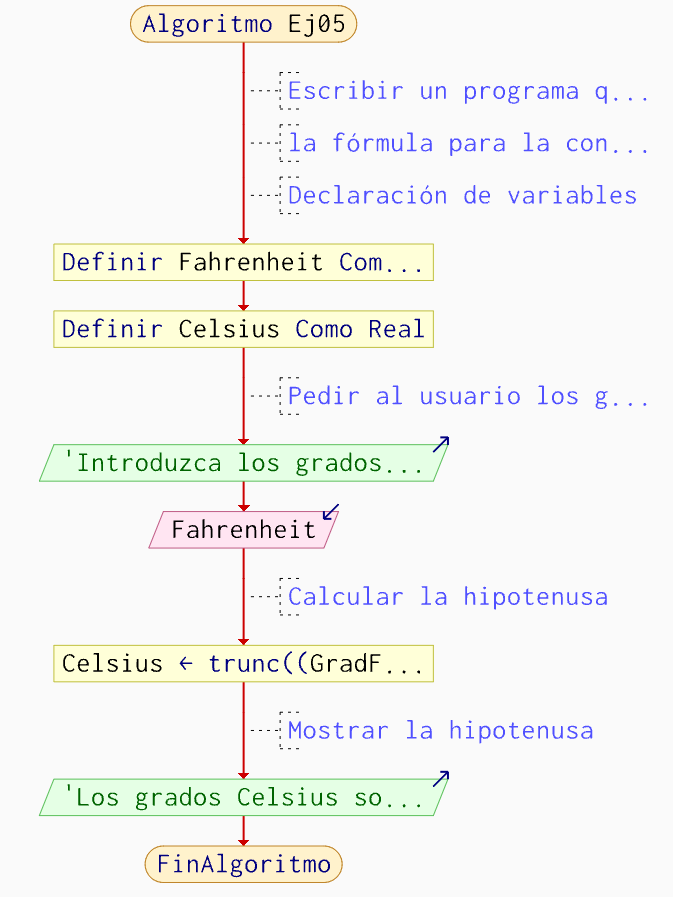 Algoritmo Ej05
Escribir un programa q...
la fórmula para la con...
Declaración de variables
Definir Fahrenheit Com...
Definir Celsius Como Real
Pedir al usuario los g...
'Introduzca los grados...
Fahrenheit
Calcular la hipotenusa
Celsius ← trunc((GradF...
Mostrar la hipotenusa
'Los grados Celsius so...
FinAlgoritmo